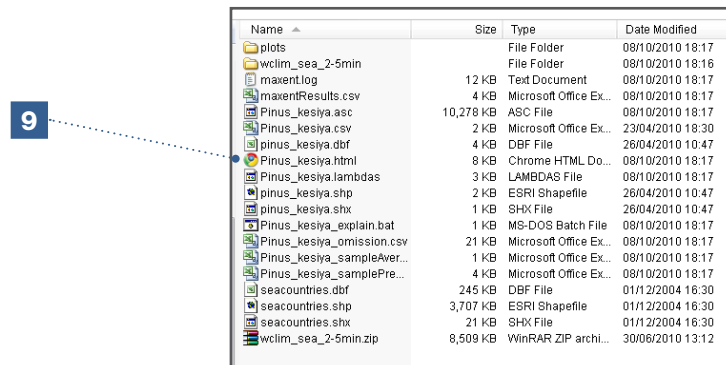 Name Size Type Date Modified
plots File Folder 08/10/2010 18:17
wclim_sea_2-5min File Folder 08/10/2010 18:16
maxent.log 12 KB Text Document 08/10/2010 18:17
maxentResults.csv 4 KB Microsoft Office Ex... 08/10/2010 18:17
Pinus_kesiya.asc 10,278 KB ASC File 08/10/2010 18:17
Pinus_kesiya.csv 2 KB Microsoft Office Ex... 23/04/2010 18:30
pinus_kesiya.dbf 4 KB DBF File 26/04/2010 10:47
9 Pinus_kesiya.html 8 KB Chrome HTML Do... 08/10/2010 18:17
Pinus_kesiya.lambdas 3 KB LAMBDAS File 08/10/2010 18:17
pinus_kesiya.shp 2 KB ESRI Shapefile 26/04/2010 10:47
pinus_kesiya.shx 1 KB SHX File 26/04/2010 10:47
Pinus_kesiya_explain.bat 1 KB MS-DOS Batch File 08/10/2010 18:17
Pinus_kesiya_omission.csv 21 KB Microsoft Office Ex... 08/10/2010 18:17
Pinus_kesiya_sampleAver... 1 KB Microsoft Office Ex... 08/10/2010 18:17
Pinus_kesiya_samplePre... 4 KB Microsoft Office Ex... 08/10/2010 18:17
seacountries.dbf 245 KB DBF File 01/12/2004 16:30
seacountries.shp 3,707 KB ESRI Shapefile 01/12/2004 16:30
seacountries.shx 21 KB SHX File 01/12/2004 16:30
wclim_sea_2-5min.zip 8,509 KB WinRAR ZIP archi... 30/06/2010 13:12